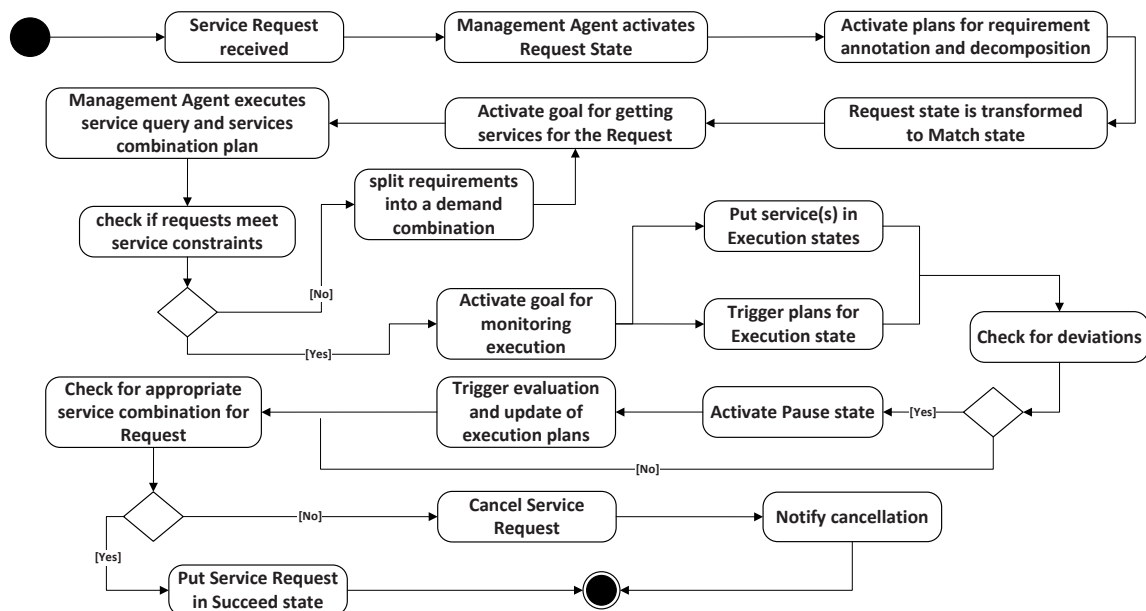 Service Request
received
Management Agent activates
Request State
Activate plans for requirement
annotation and decomposition
Management Agent executes
service query and services
combination plan
Activate goal for getting
services for the Request
Request state is transformed
to Match state
split requirements
into a demand
combination
check if requests meet
service constraints
Put service(s) in
Execution states
[No]
Activate goal for
monitoring
execution
Trigger plans for
Execution state
Check for deviations
[Yes]
Check for appropriate
service combination for
Request
Trigger evaluation
and update of
execution plans
Activate Pause state
[Yes]
[No]
Cancel Service
Request
Notify cancellation
[No]
[Yes]
Put Service Request
in Succeed state